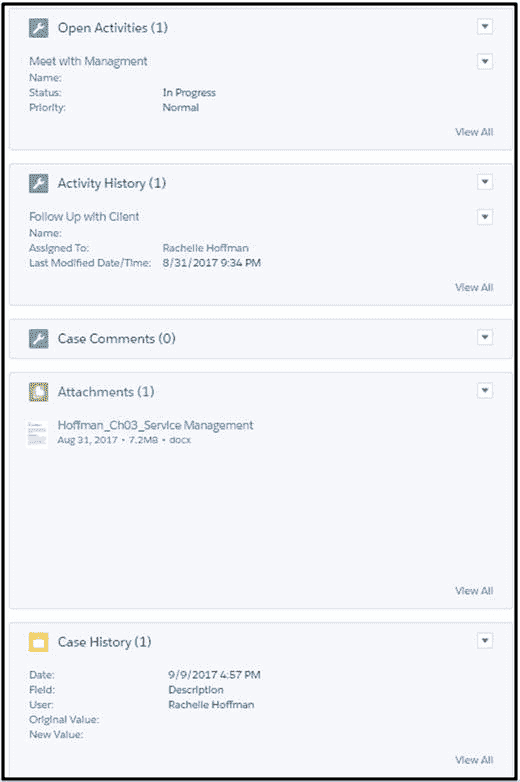 Open Activities (1)
Meet with Managment
Name:
Status: In Progress
Priority: Normal
View All
Activity History (1)
Follow Up with Client
Name:
Assigned To: Rachelle Hoffman
Last Modified Date/Time: 8/31/2017 9:34 PM
View All
Case Comments (0)
Attachments (1)
Hoffman_Ch03_Service Management
Aug 31, 2017 • 7.2MB • docx
View All
Case History (1)
Date: 9/9/2017 4:57 PM
Field: Description
User: Rachelle Hoffman
Original Value:
New Value:
View All